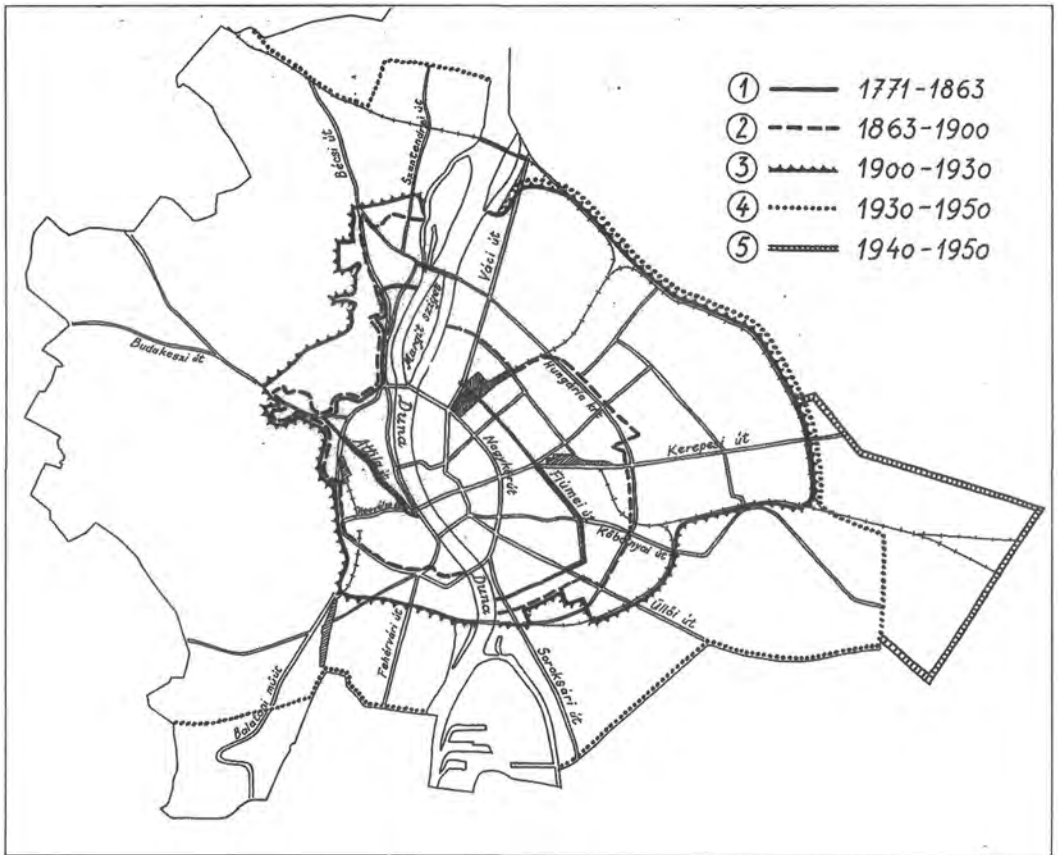 ① 1771-1863
② 1863-1900
③ 1900-1930
④ 1930-1950
⑤ 1940-1950
Bécsi út
Szentendrei út
Váci út
Margit sziget
Budakeszi út
Hungária krt.
Duna
Attila út
Nagykörút
Kerepesi út
Fiumei út
Kőbányai út
Duna
Üllői út
Fehérvári út
Soroksári út
Balatoni műút